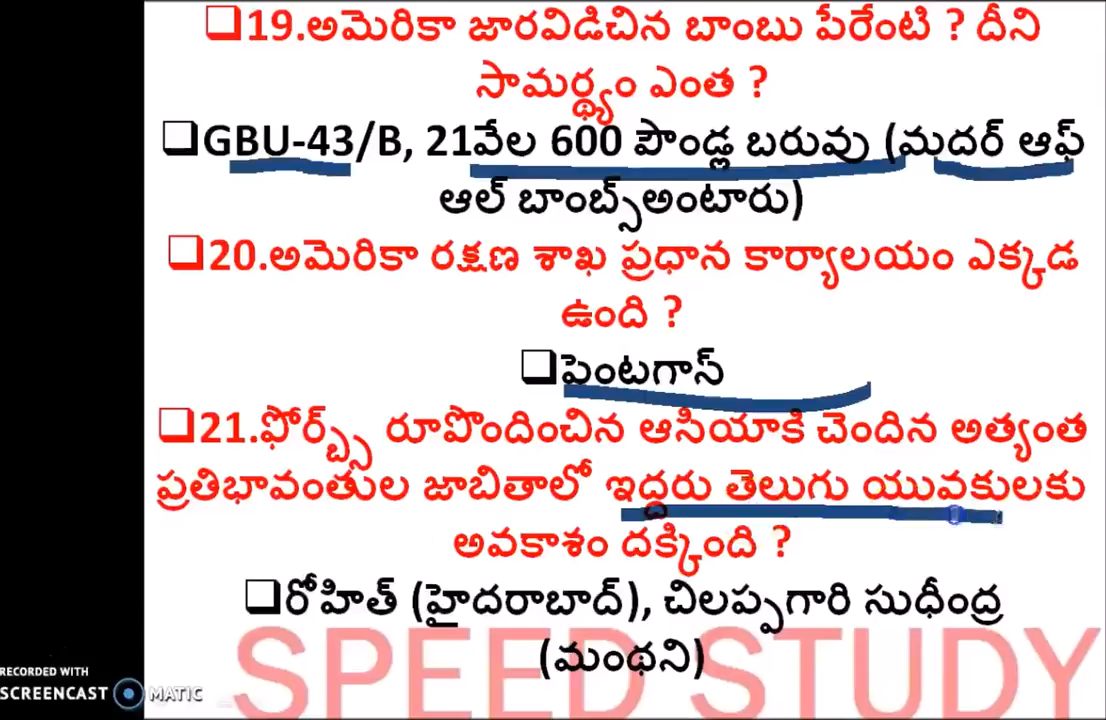 ❑19.అమెరికా జారవిడిచిన బాంబు పేరేంటి ? దీని
సామర్థ్యం ఎంత ?
❑GBU-43/B, 21వేల 600 పౌండ్ల బరువు (మదర్ ఆఫ్
ఆల్ బాంబ్స్అంటారు)
❑20.అమెరికా రక్షణ శాఖ ప్రధాన కార్యాలయం ఎక్కడ
ఉంది ?
❑పెంటగాస్
❑21.ఫోర్బ్స్ రూపొందించిన ఆసియాకి చెందిన అత్యంత
ప్రతిభావంతుల జాబితాలో ఇద్దరు తెలుగు యువకులకు
అవకాశం దక్కింది ?
❑రోహిత్ (హైదరాబాద్), చిలప్పగారి సుధీంద్ర
(మంథని)
SPEED STUDY
RECORDED WITH
SCREENCAST MATIC